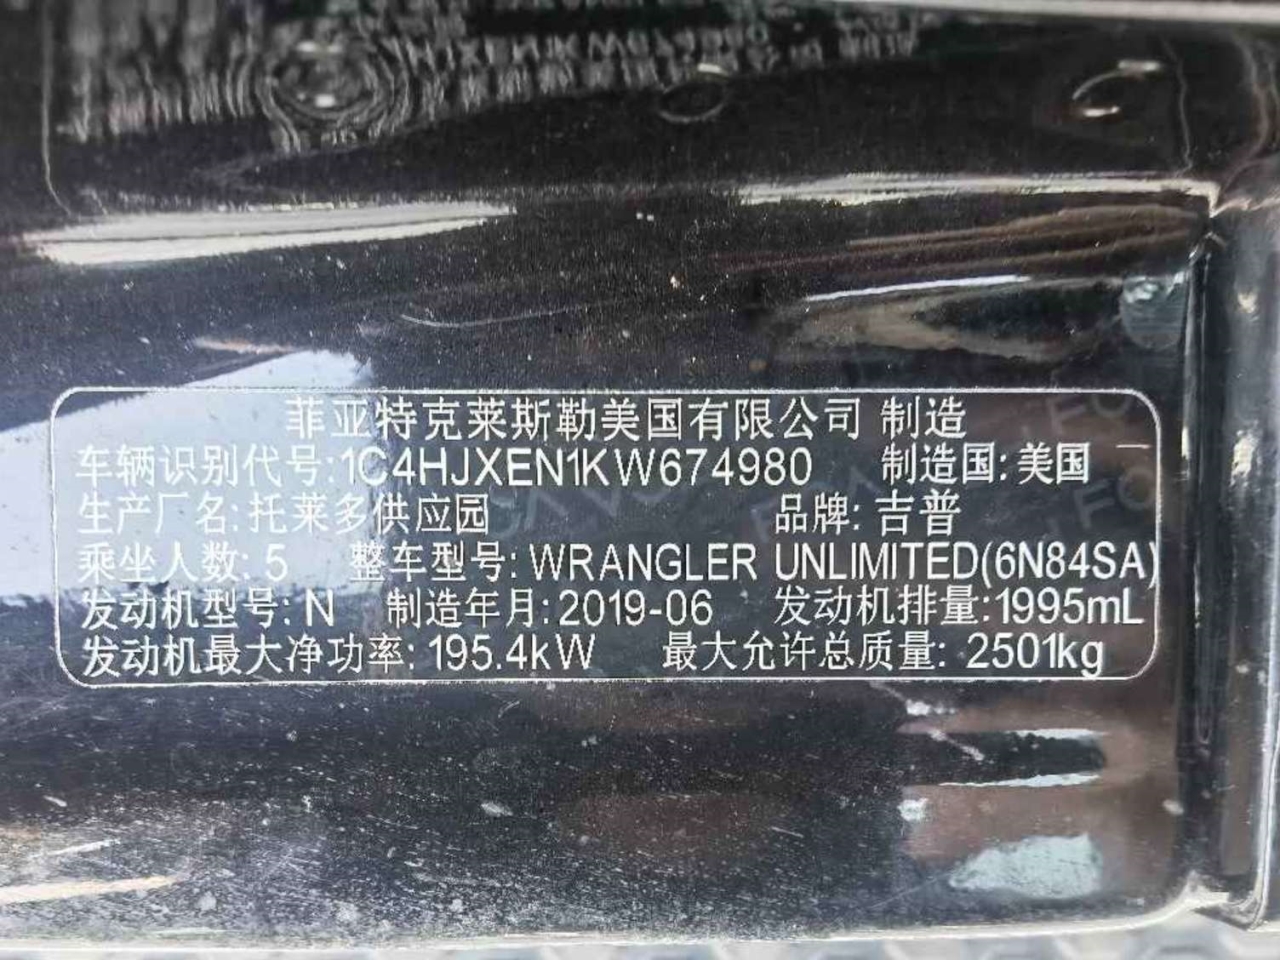 菲亚特克莱斯勒美国有限公司 制造
车辆识别代号:1C4HJXEN1KW674980 制造国:美国
生产厂名:托莱多供应园 品牌:吉普
乘坐人数:5 整车型号:WRANGLER UNLIMITED(6N84SA)
发动机型号:N 制造年月:2019-06 发动机排量:1995mL
发动机最大净功率:195.4kW 最大允许总质量:2501kg